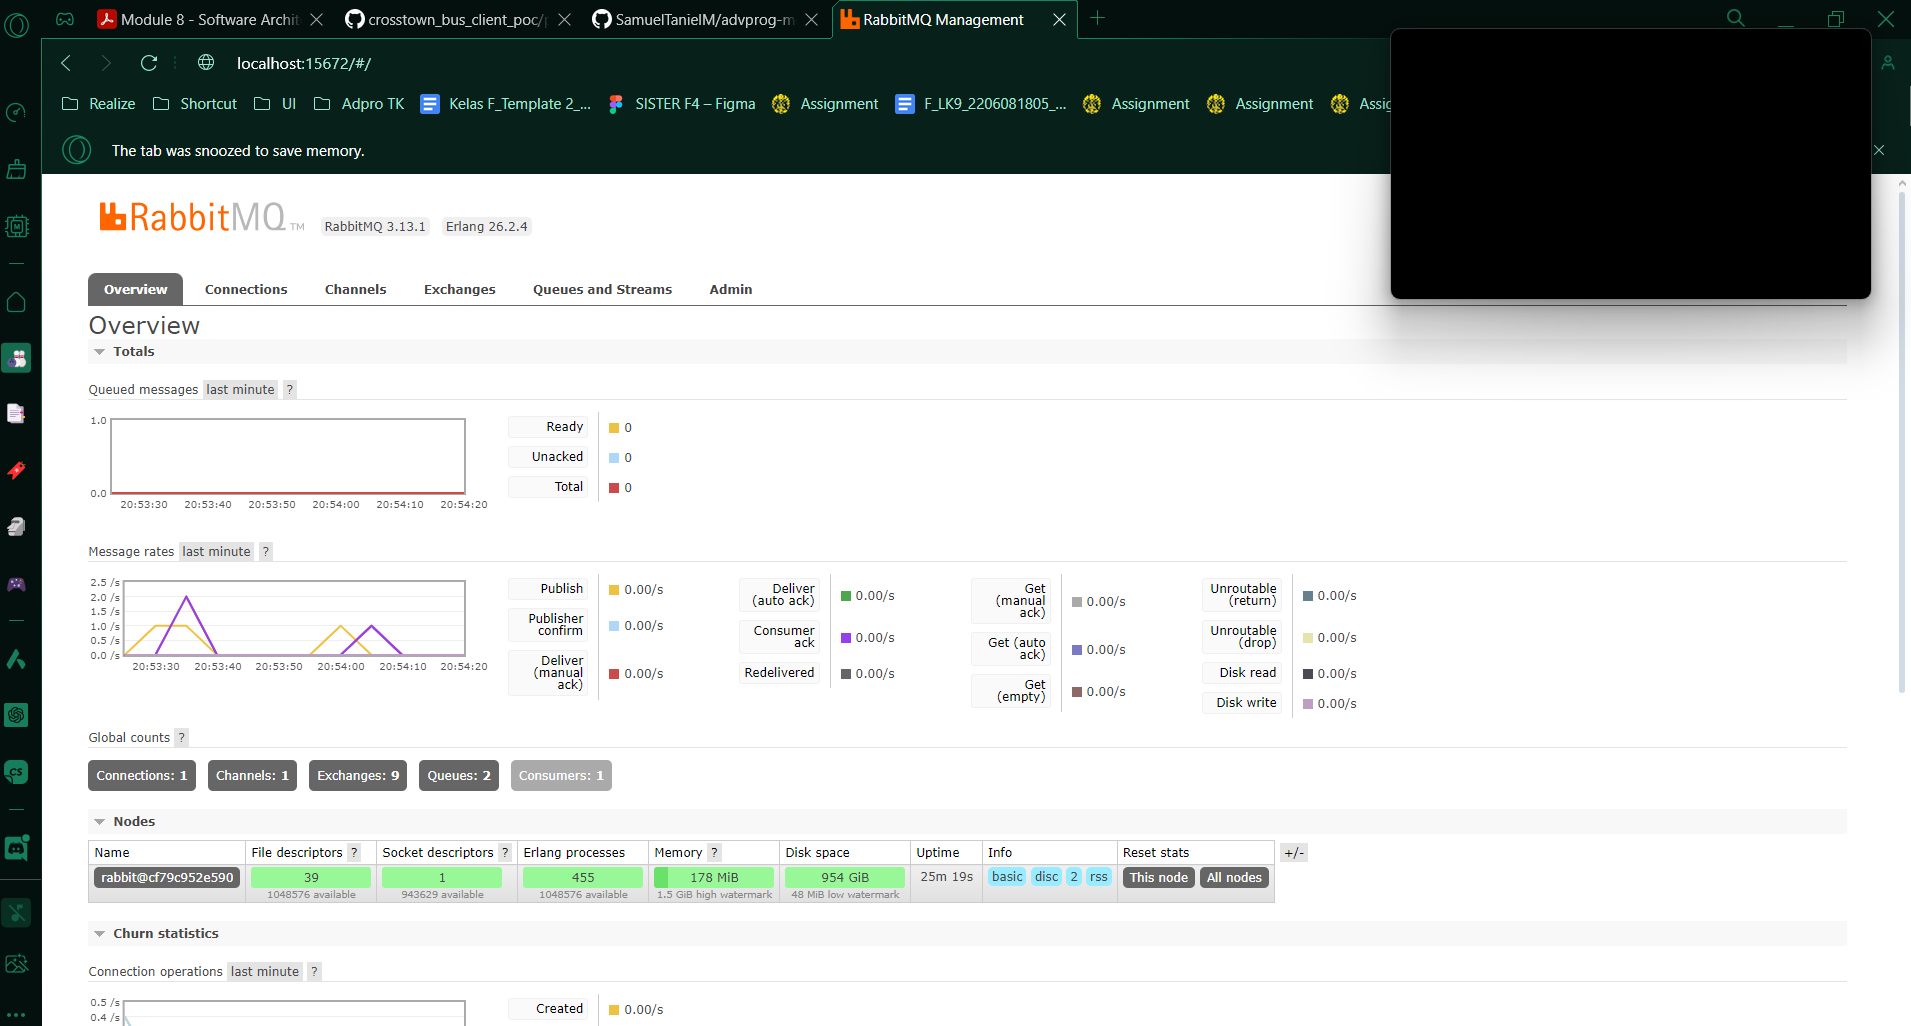 Module 8 - Software Archit
crosstown_bus_client_poc/
SamuelTanielM/advprog-m
RabbitMQ Management
localhost:15672/#/
Realize
Shortcut
UI
Adpro TK
Kelas F_Template 2_...
SISTER F4 – Figma
Assignment
F_LK9_2206081805_...
Assignment
Assignment
Assig
The tab was snoozed to save memory.
RabbitMQ TM
RabbitMQ 3.13.1
Erlang 26.2.4
Overview
Connections
Channels
Exchanges
Queues and Streams
Admin
Overview
Totals
Queued messages last minute ?
1.0
0.0
20:53:30 20:53:40 20:53:50 20:54:00 20:54:10 20:54:20
Ready 0
Unacked 0
Total 0
Message rates last minute ?
2.5 /s
2.0 /s
1.5 /s
1.0 /s
0.5 /s
0.0 /s
20:53:30 20:53:40 20:53:50 20:54:00 20:54:10 20:54:20
Publish 0.00/s
Publisher
confirm 0.00/s
Deliver
(manual
ack) 0.00/s
Deliver
(auto ack) 0.00/s
Consumer
ack 0.00/s
Redelivered 0.00/s
Get
(manual
ack) 0.00/s
Get (auto
ack) 0.00/s
Get
(empty) 0.00/s
Unroutable
(return) 0.00/s
Unroutable
(drop) 0.00/s
Disk read 0.00/s
Disk write 0.00/s
Global counts ?
Connections: 1
Channels: 1
Exchanges: 9
Queues: 2
Consumers: 1
Nodes
Name File descriptors ? Socket descriptors ? Erlang processes Memory ? Disk space Uptime Info Reset stats +/-
rabbit@cf79c952e590 39 1 455 178 MiB 954 GiB 25m 19s basic disc 2 rss This node All nodes
1048576 available 943629 available 1048576 available 1.5 GiB high watermark 48 MiB low watermark
Churn statistics
Connection operations last minute ?
0.5 /s
0.4 /s
Created 0.00/s